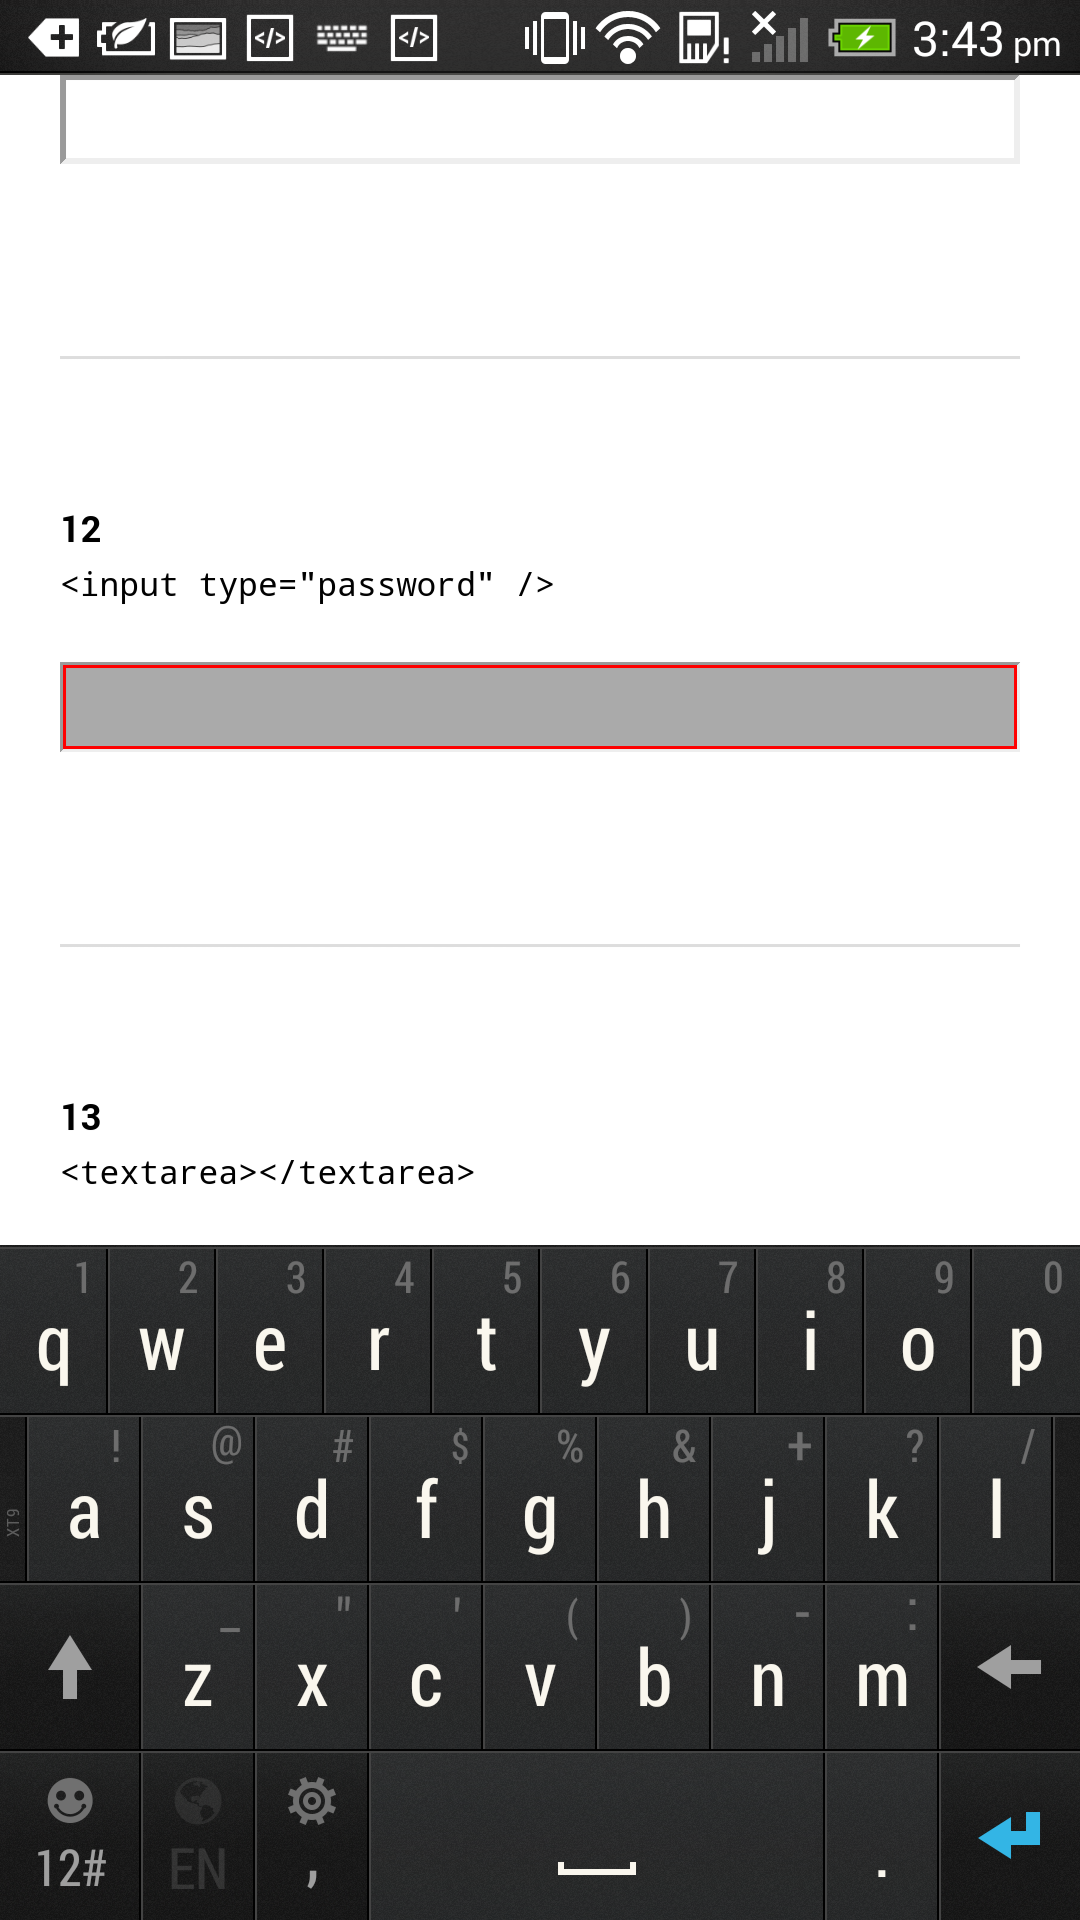 3:43 pm
12
<input type="password" />
13
<textarea></textarea>
1 2 3 4 5 6 7 8 9 0
q w e r t y u i o p
! @ # $ % & + ? /
XT9 a s d f g h j k l
_ " ' ( ) - :
z x c v b n m
12# EN , .